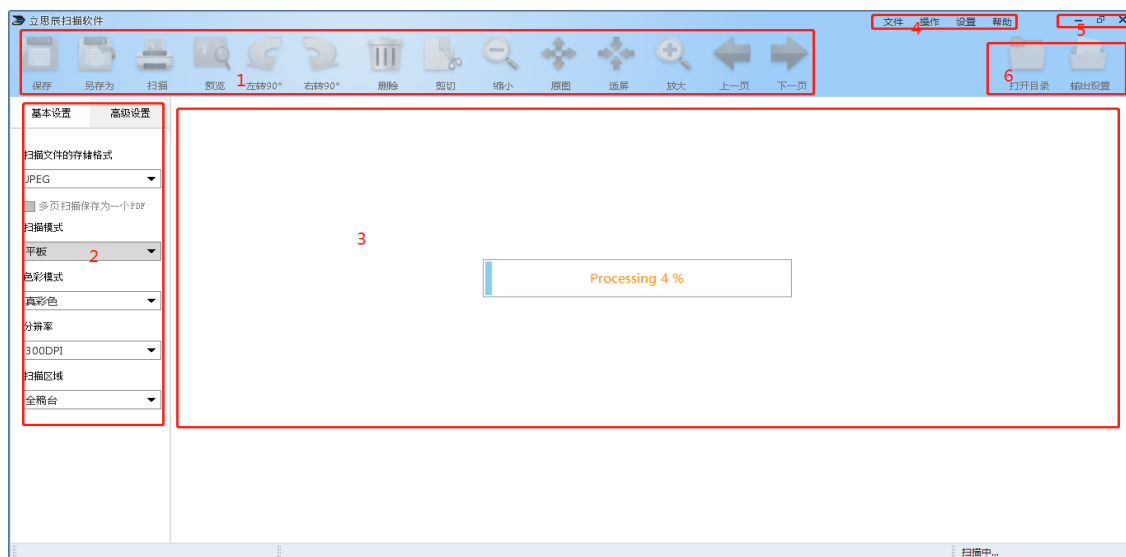 立思辰扫描软件
文件 操作 设置 帮助
4
5
保存 另存为 扫描 预览 左转90° 右转90° 删除 剪切 缩小 原图 适屏 放大 上一页 下一页
1
打开目录 输出设置
6
基本设置 高级设置
扫描文件的存储格式
JPEG
多页扫描保存为一个PDF
扫描模式
平板
2
色彩模式
真彩色
分辨率
300DPI
扫描区域
全稿台
3
Processing 4 %
扫描中...